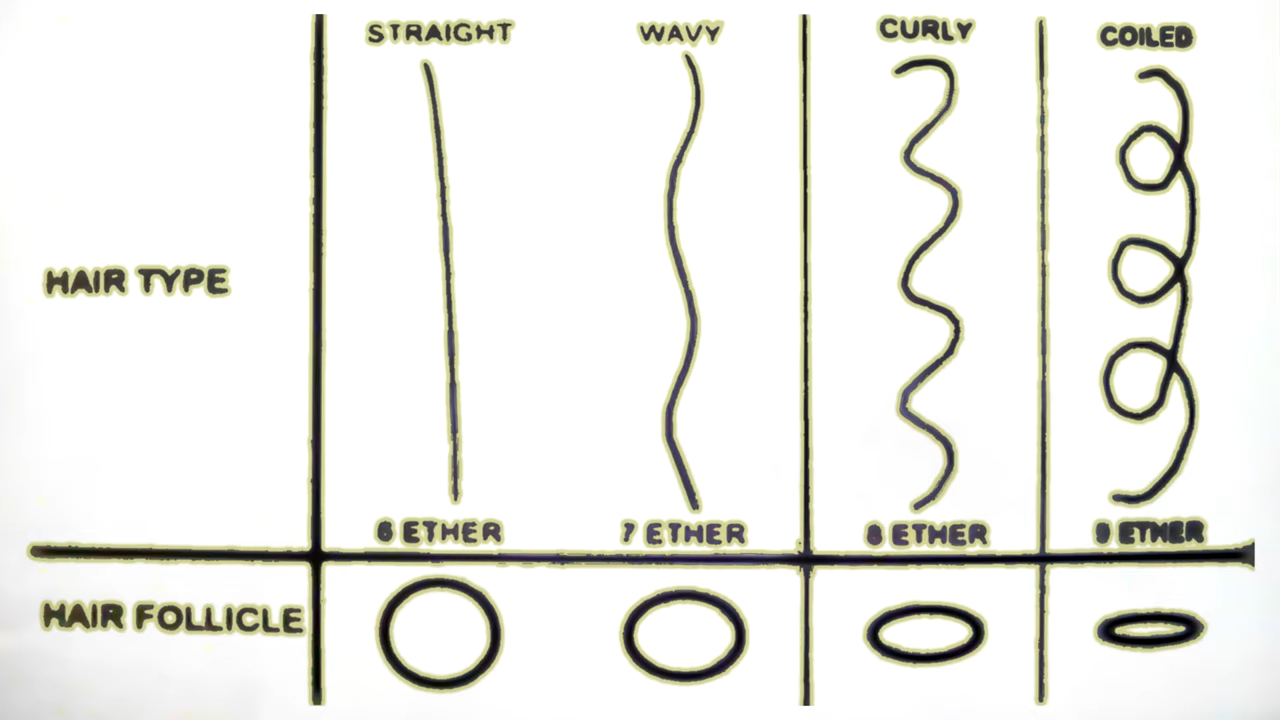 STRAIGHT WAVY CURLY COILED
HAIR TYPE
6 ETHER 7 ETHER 8 ETHER 9 ETHER
HAIR FOLLICLE